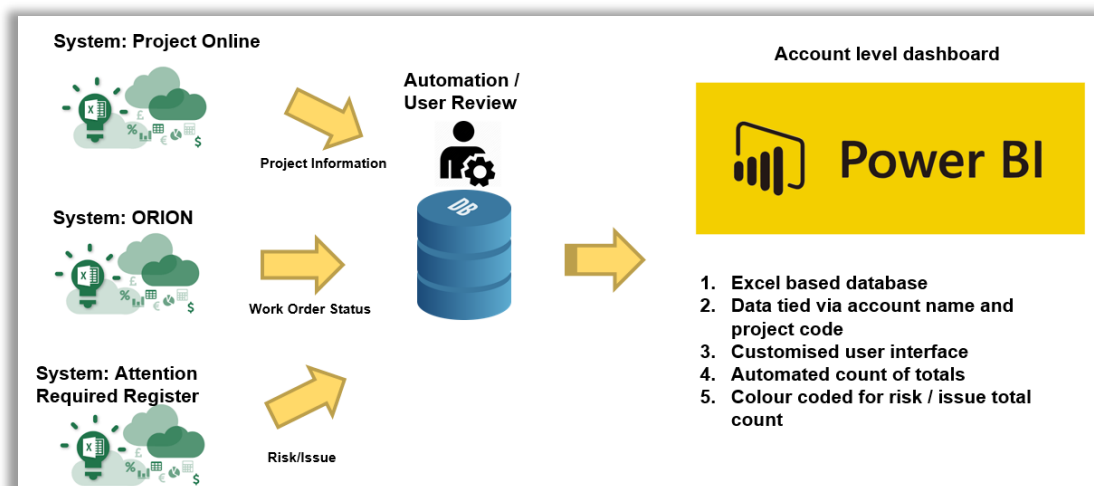 System: Project Online
Project Information
System: ORION
Work Order Status
System: Attention
Required Register
Risk/Issue
Automation /
User Review
DB
Account level dashboard
Power BI
1. Excel based database
2. Data tied via account name and
project code
3. Customised user interface
4. Automated count of totals
5. Colour coded for risk / issue total
count